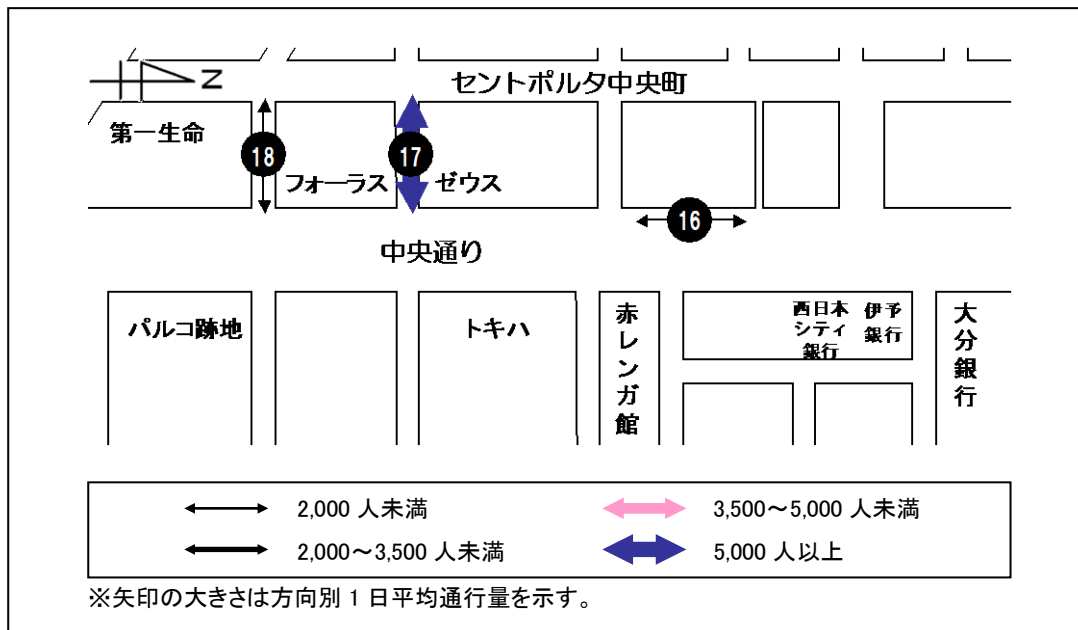 N
セントポルタ中央町
第一生命
18
17
フォーラス
ゼウス
16
中央通り
パルコ跡地
トキハ
赤レンガ館
西日本
シティ
銀行
伊予
銀行
大分銀行
2,000 人未満
3,500~5,000 人未満
2,000~3,500 人未満
5,000 人以上
※矢印の大きさは方向別 1 日平均通行量を示す。